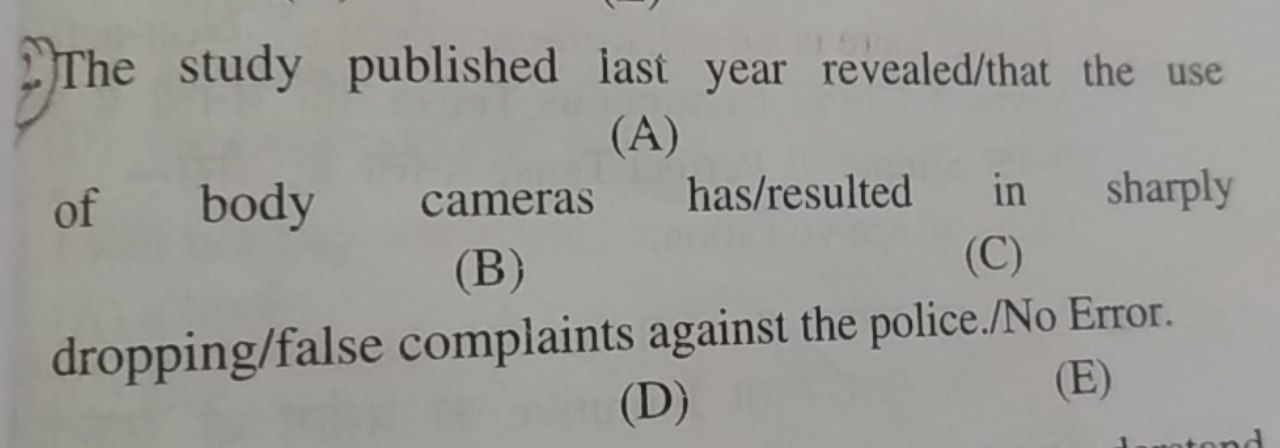 The study published last year revealed/that the use
(A)
of body cameras has/resulted in sharply
(B) (C)
dropping/false complaints against the police./No Error.
(D) (E)